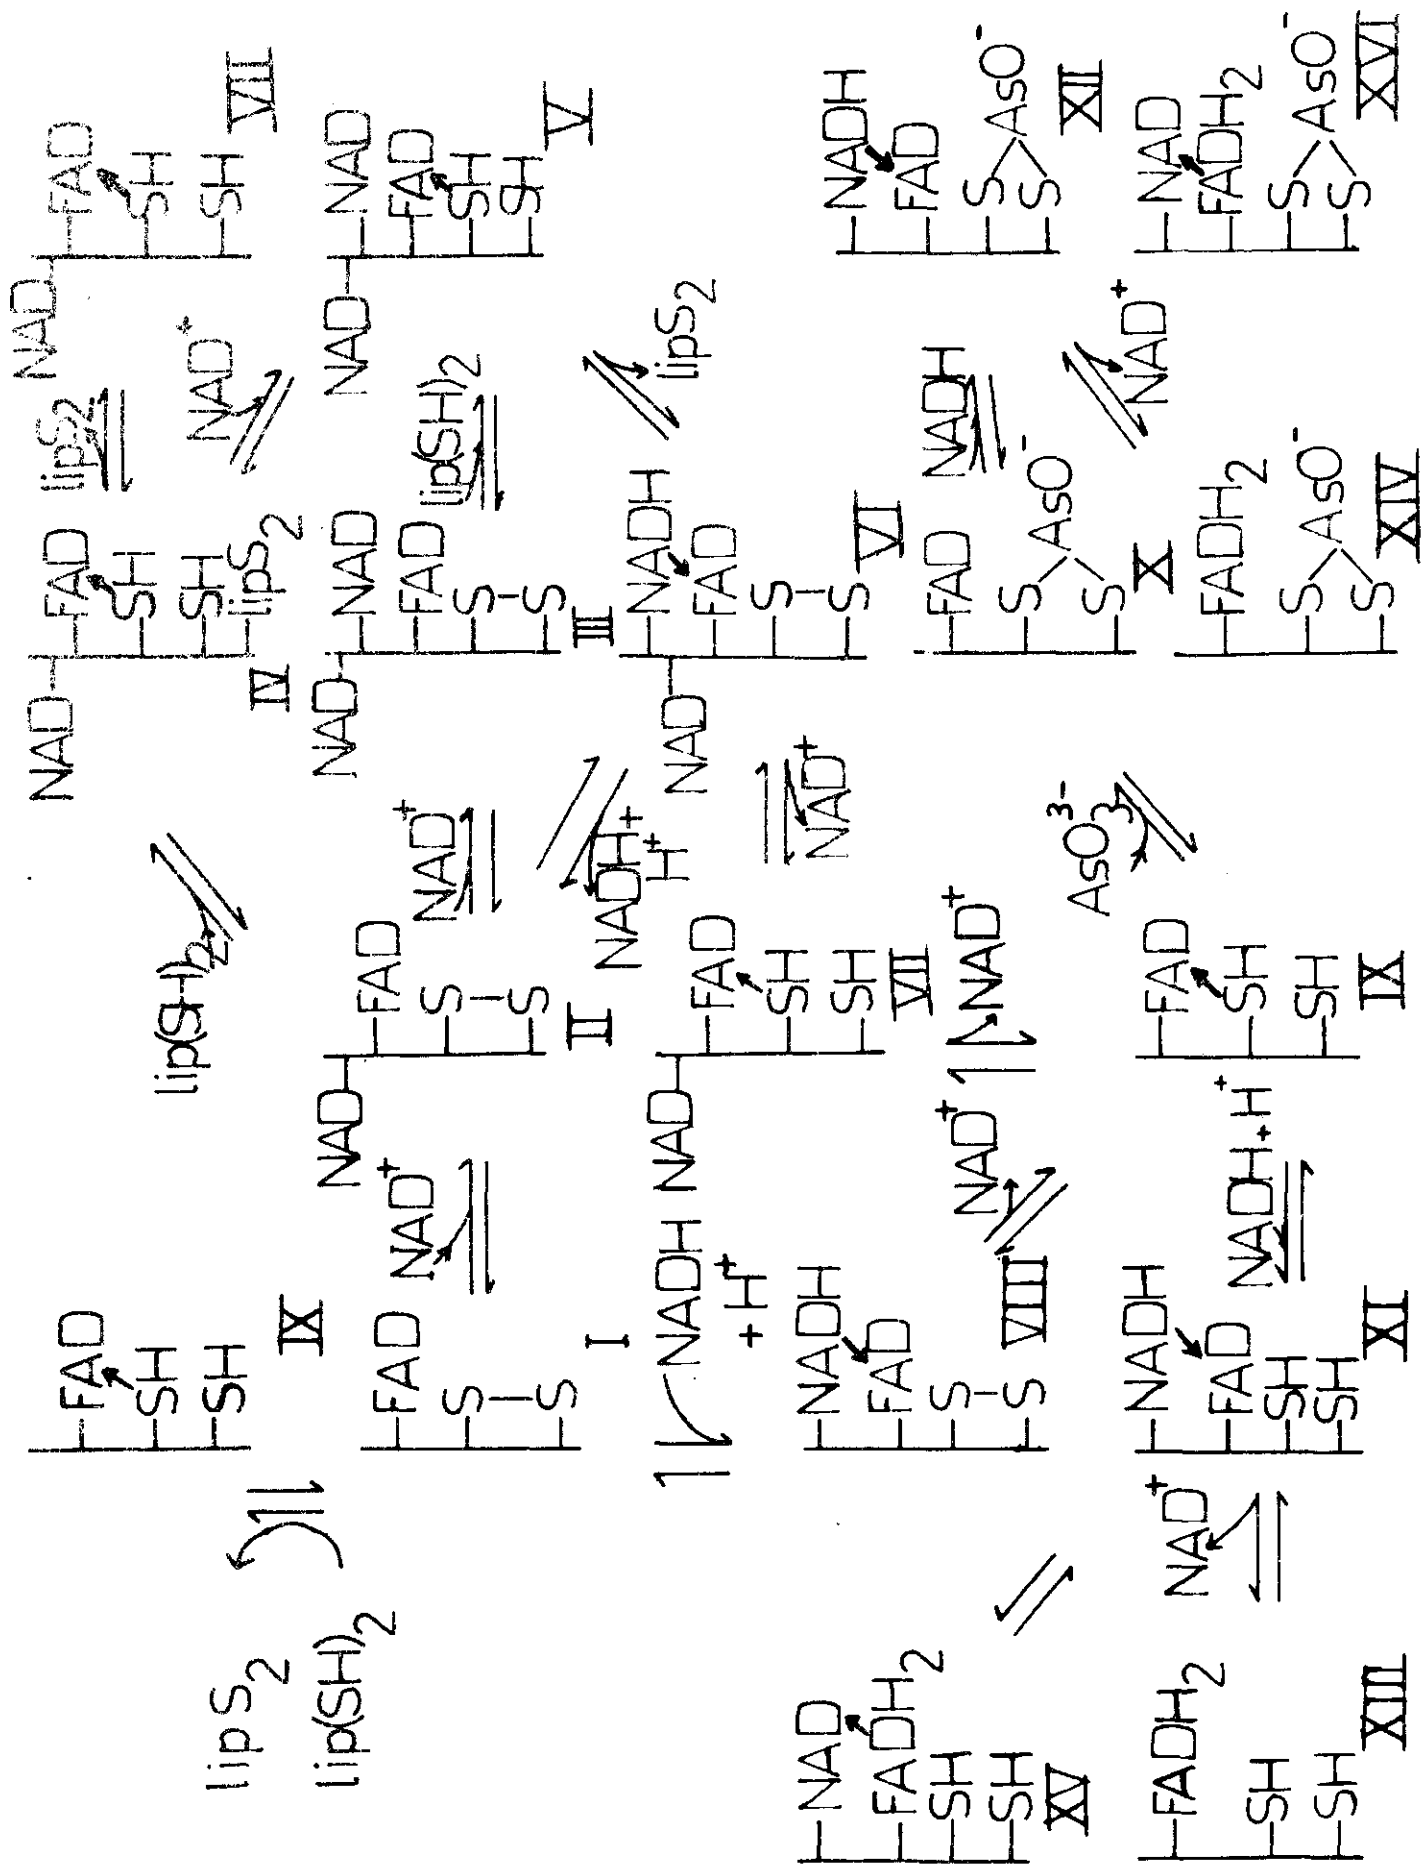 lipS₂
lip(SH)₂
FAD
SH
SH
IX
lip(SH)₂
NAD
FAD
SH
SH
lipS₂
IV
lipS₂
NAD
FAD
SH
SH
VII
NAD⁺
FAD
S
S
I
NAD⁺
NAD
FAD
S
S
II
NAD⁺
NAD
NAD
FAD
S
S
III
lip(SH)₂
NAD
NAD
FAD
SH
SH
V
NADH
+ H⁺
NADH +
H⁺
lipS₂
NADH
FAD
S
S
VIII
NAD
FAD
SH
SH
VII
NAD⁺
NAD
NADH
FAD
S
S
VI
NAD⁺
NAD⁺
NAD
FADH₂
SH
SH
XV
AsO₃³⁻
FAD
S
S
AsO⁻
X
NADH
NADH
FAD
S
S
AsO⁻
XII
FADH₂
SH
SH
XIII
NAD⁺
NADH
FAD
SH
SH
XI
NADH + H⁺
FAD
SH
SH
IX
FADH₂
S
S
AsO⁻
XIV
NAD⁺
NAD
FADH₂
S
S
AsO⁻
XVI